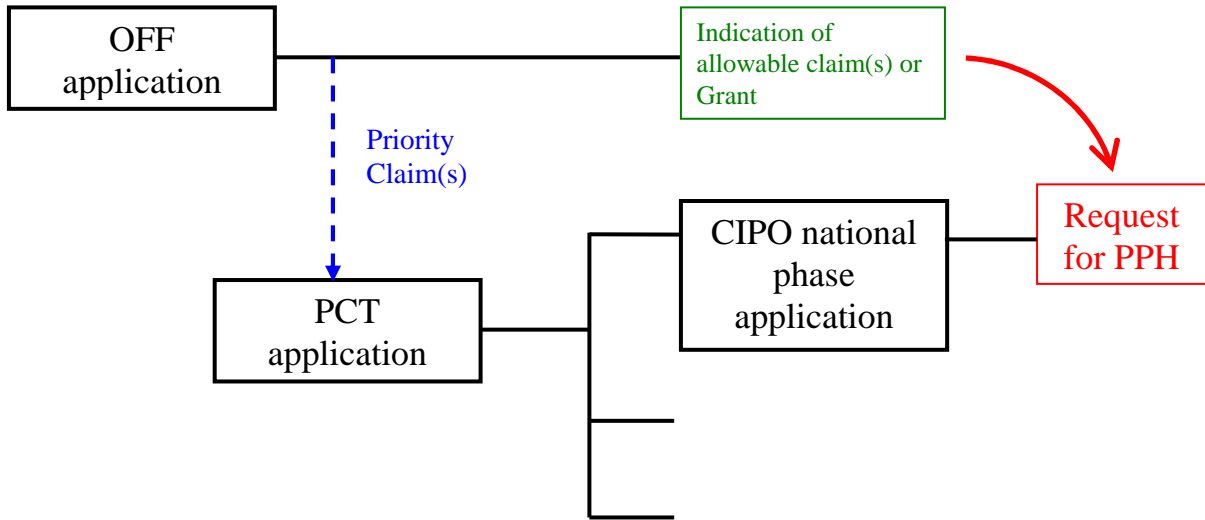 OFF
application
Indication of
allowable claim(s) or
Grant
Priority
Claim(s)
PCT
application
CIPO national
phase
application
Request
for PPH